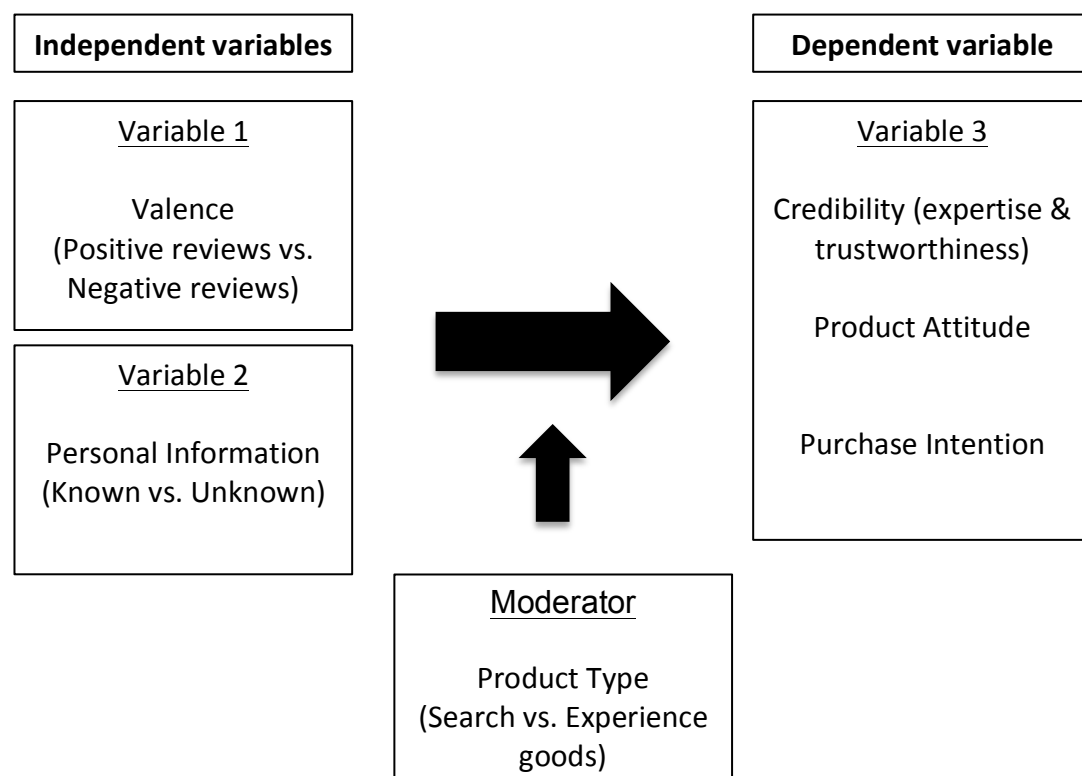 Independent variables
Dependent variable
Variable 1
Valence
(Positive reviews vs.
Negative reviews)
Variable 2
Personal Information
(Known vs. Unknown)
Variable 3
Credibility (expertise &
trustworthiness)
Product Attitude
Purchase Intention
Moderator
Product Type
(Search vs. Experience
goods)